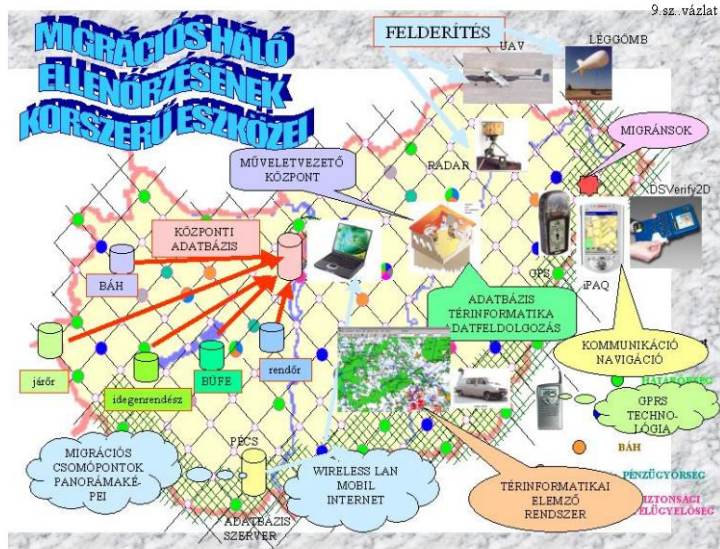 9.sz..vázlat
MIGRÁCIÓS HÁLÓ
ELLENŐRZÉSÉNEK
KORSZERŰ ESZKÖZEI
FELDERÍTÉS
UAV
LÉGGÖMB
MŰVELETVEZETŐ
KÖZPONT
RADAR
MIGRÁNSOK
DSVerify2D
KÖZPONTI
ADATBÁZIS
BÁH
GPS
iPAQ
ADATBÁZIS
TÉRINFORMATIKA
ADATFELDOLGOZÁS
KOMMUNIKÁCIÓ
NAVIGÁCIÓ
járőr
idegenrendész
BÜFE
rendőr
HATÁRŐRSÉG
GPRS
TECHNO-
LÓGIA
PÉCS
MIGRÁCIÓS
CSOMÓPONTOK
PANORÁMAKÉ-
PEI
WIRELESS LAN
MOBIL
INTERNET
BÁH
TÉRINFORMATIKAI
ELEMZŐ
RENDSZER
PÉNZÜGYŐRSÉG
ADATBÁZIS
SZERVER